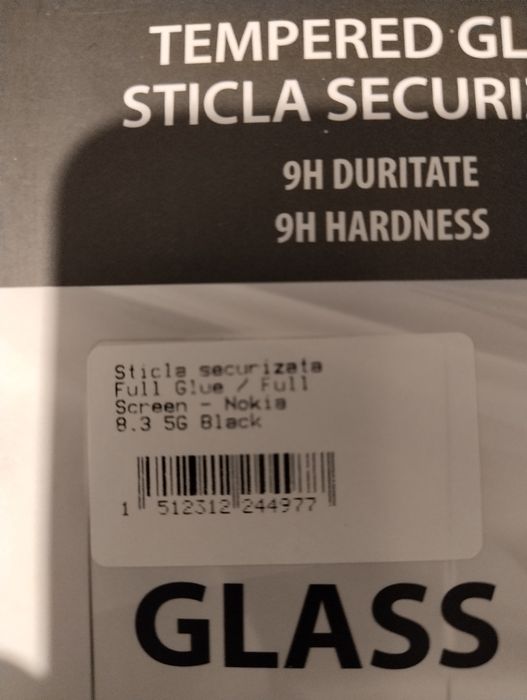 TEMPERED GL
STICLA SECURI
9H DURITATE
9H HARDNESS
Sticla securizata
Full Glue / Full
Screen - Nokia
8.3 5G Black
1 512312 244977
GLASS